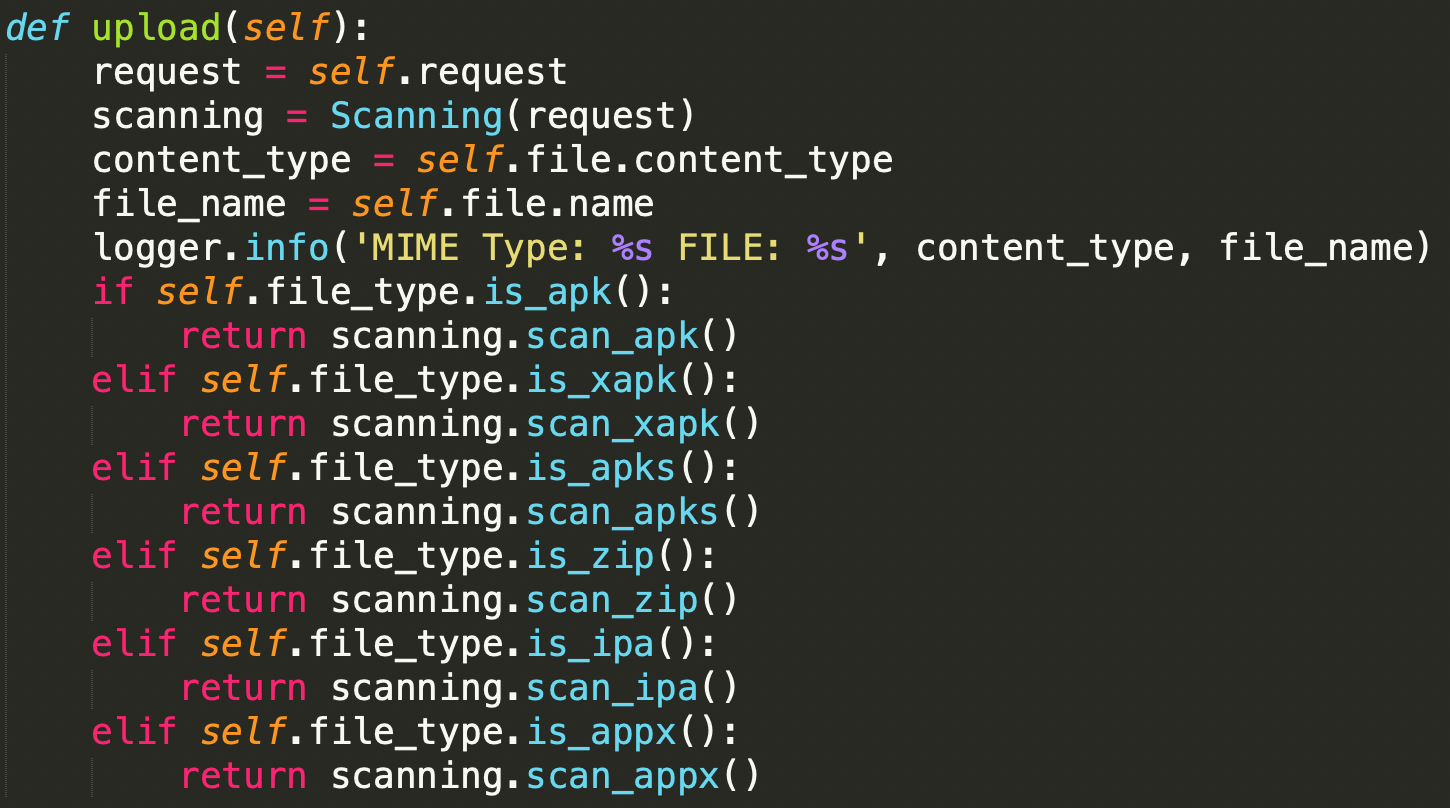 def upload(self):
    request = self.request
    scanning = Scanning(request)
    content_type = self.file.content_type
    file_name = self.file.name
    logger.info('MIME Type: %s FILE: %s', content_type, file_name)
    if self.file_type.is_apk():
        return scanning.scan_apk()
    elif self.file_type.is_xapk():
        return scanning.scan_xapk()
    elif self.file_type.is_apks():
        return scanning.scan_apks()
    elif self.file_type.is_zip():
        return scanning.scan_zip()
    elif self.file_type.is_ipa():
        return scanning.scan_ipa()
    elif self.file_type.is_appx():
        return scanning.scan_appx()